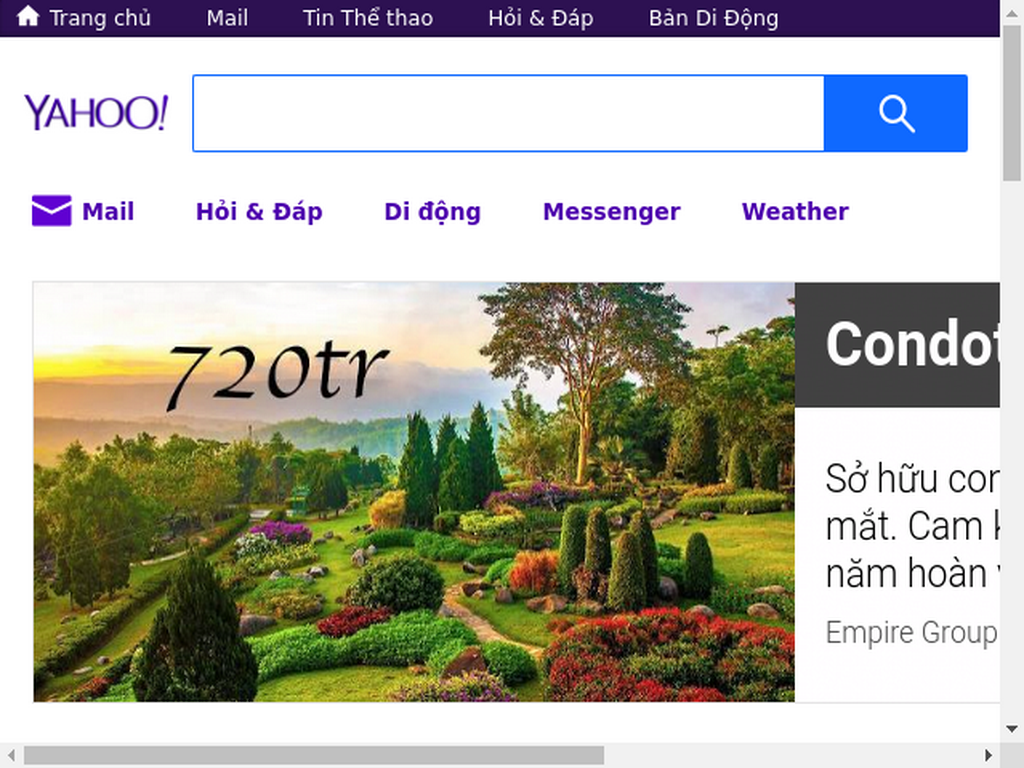 Trang chủ Mail Tin Thể thao Hỏi & Đáp Bản Di Động
YAHOO!
Mail Hỏi & Đáp Di động Messenger Weather
720tr
Condot
Sở hữu con
mắt. Cam k
năm hoàn v
Empire Group